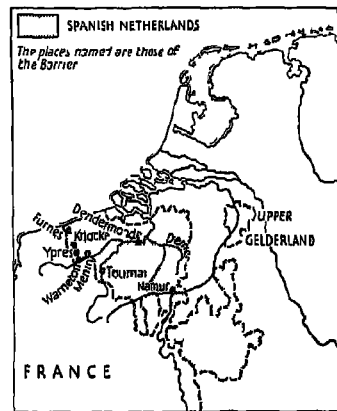 SPANISH NETHERLANDS
The places named are those of
the Barrier
UPPER
GELDERLAND
Dendermonde
Furnes
Knocke
Ypres
Warneton
Menin
Tournai
Namur
FRANCE